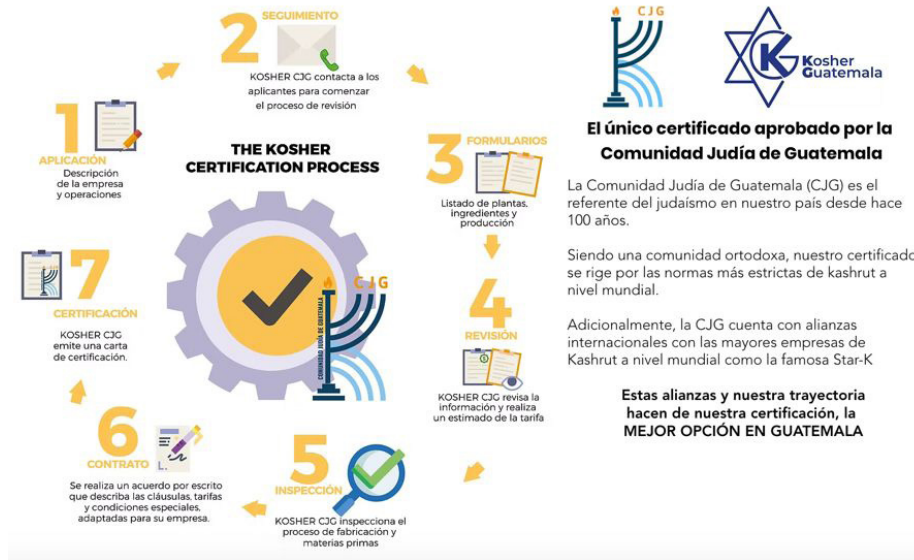 1
APLICACIÓN
Descripción
de la empresa
y operaciones
2
SEGUIMIENTO
KOSHER CJG contacta a los
aplicantes para comenzar
el proceso de revisión
THE KOSHER
CERTIFICATION PROCESS
3
FORMULARIOS
Listado de plantas,
ingredientes y
producción
4
REVISIÓN
KOSHER CJG revisa la
información y realiza
un estimado de la tarifa
5
INSPECCIÓN
KOSHER CJG inspecciona el
proceso de fabricación y
materias primas
6
CONTRATO
Se realiza un acuerdo por escrito
que describa las cláusulas, tarifas
y condiciones especiales,
adaptadas para su empresa.
7
CERTIFICACIÓN
KOSHER CJG
emite una carta
de certificación.
CJG
COMUNIDAD JUDÍA DE GUATEMALA
CJG
K
Kosher
Guatemala
El único certificado aprobado por la
Comunidad Judía de Guatemala
La Comunidad Judía de Guatemala (CJG) es el
referente del judaísmo en nuestro país desde hace
100 años.
Siendo una comunidad ortodoxa, nuestro certificado
se rige por las normas más estrictas de kashrut a
nivel mundial.
Adicionalmente, la CJG cuenta con alianzas
internacionales con las mayores empresas de
Kashrut a nivel mundial como la famosa Star-K
Estas alianzas y nuestra trayectoria
hacen de nuestra certificación, la
MEJOR OPCIÓN EN GUATEMALA